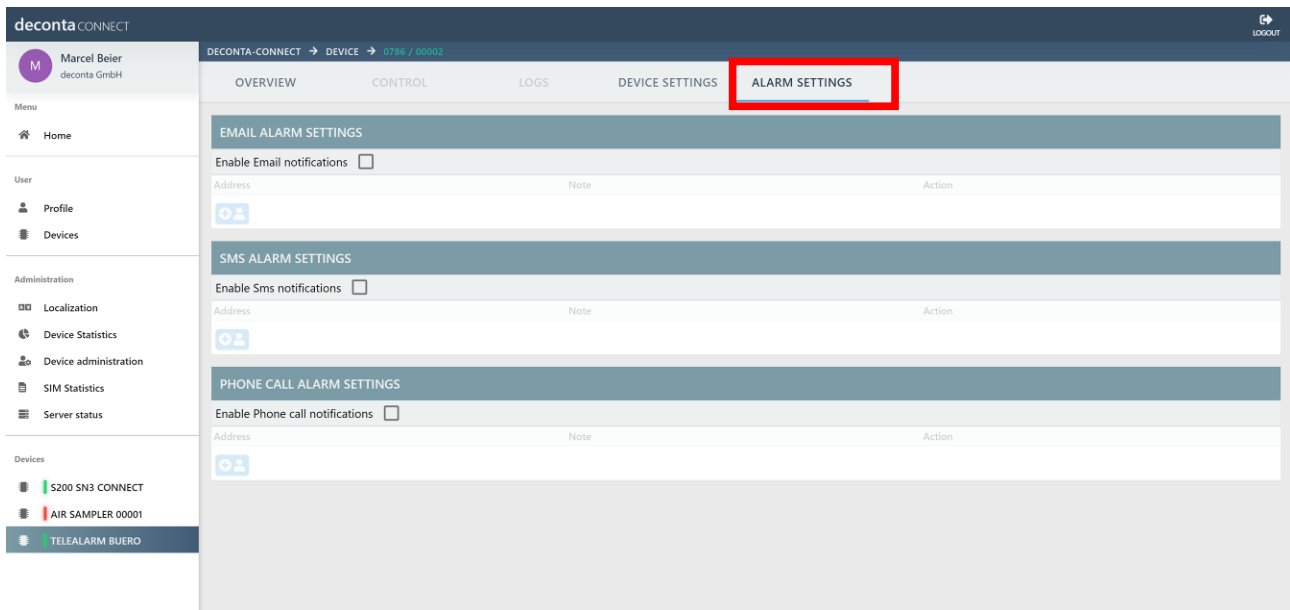 deconta CONNECT
LOGOUT
M
Marcel Beier
deconta GmbH
DECONTA-CONNECT → DEVICE → 0786 / 00002
OVERVIEW CONTROL LOGS DEVICE SETTINGS ALARM SETTINGS
Menu
Home
User
Profile
Devices
Administration
Localization
Device Statistics
Device administration
SIM Statistics
Server status
Devices
S200 SN3 CONNECT
AIR SAMPLER 00001
TELEALARM BUERO
EMAIL ALARM SETTINGS
Enable Email notifications
Address Note Action
SMS ALARM SETTINGS
Enable Sms notifications
Address Note Action
PHONE CALL ALARM SETTINGS
Enable Phone call notifications
Address Note Action